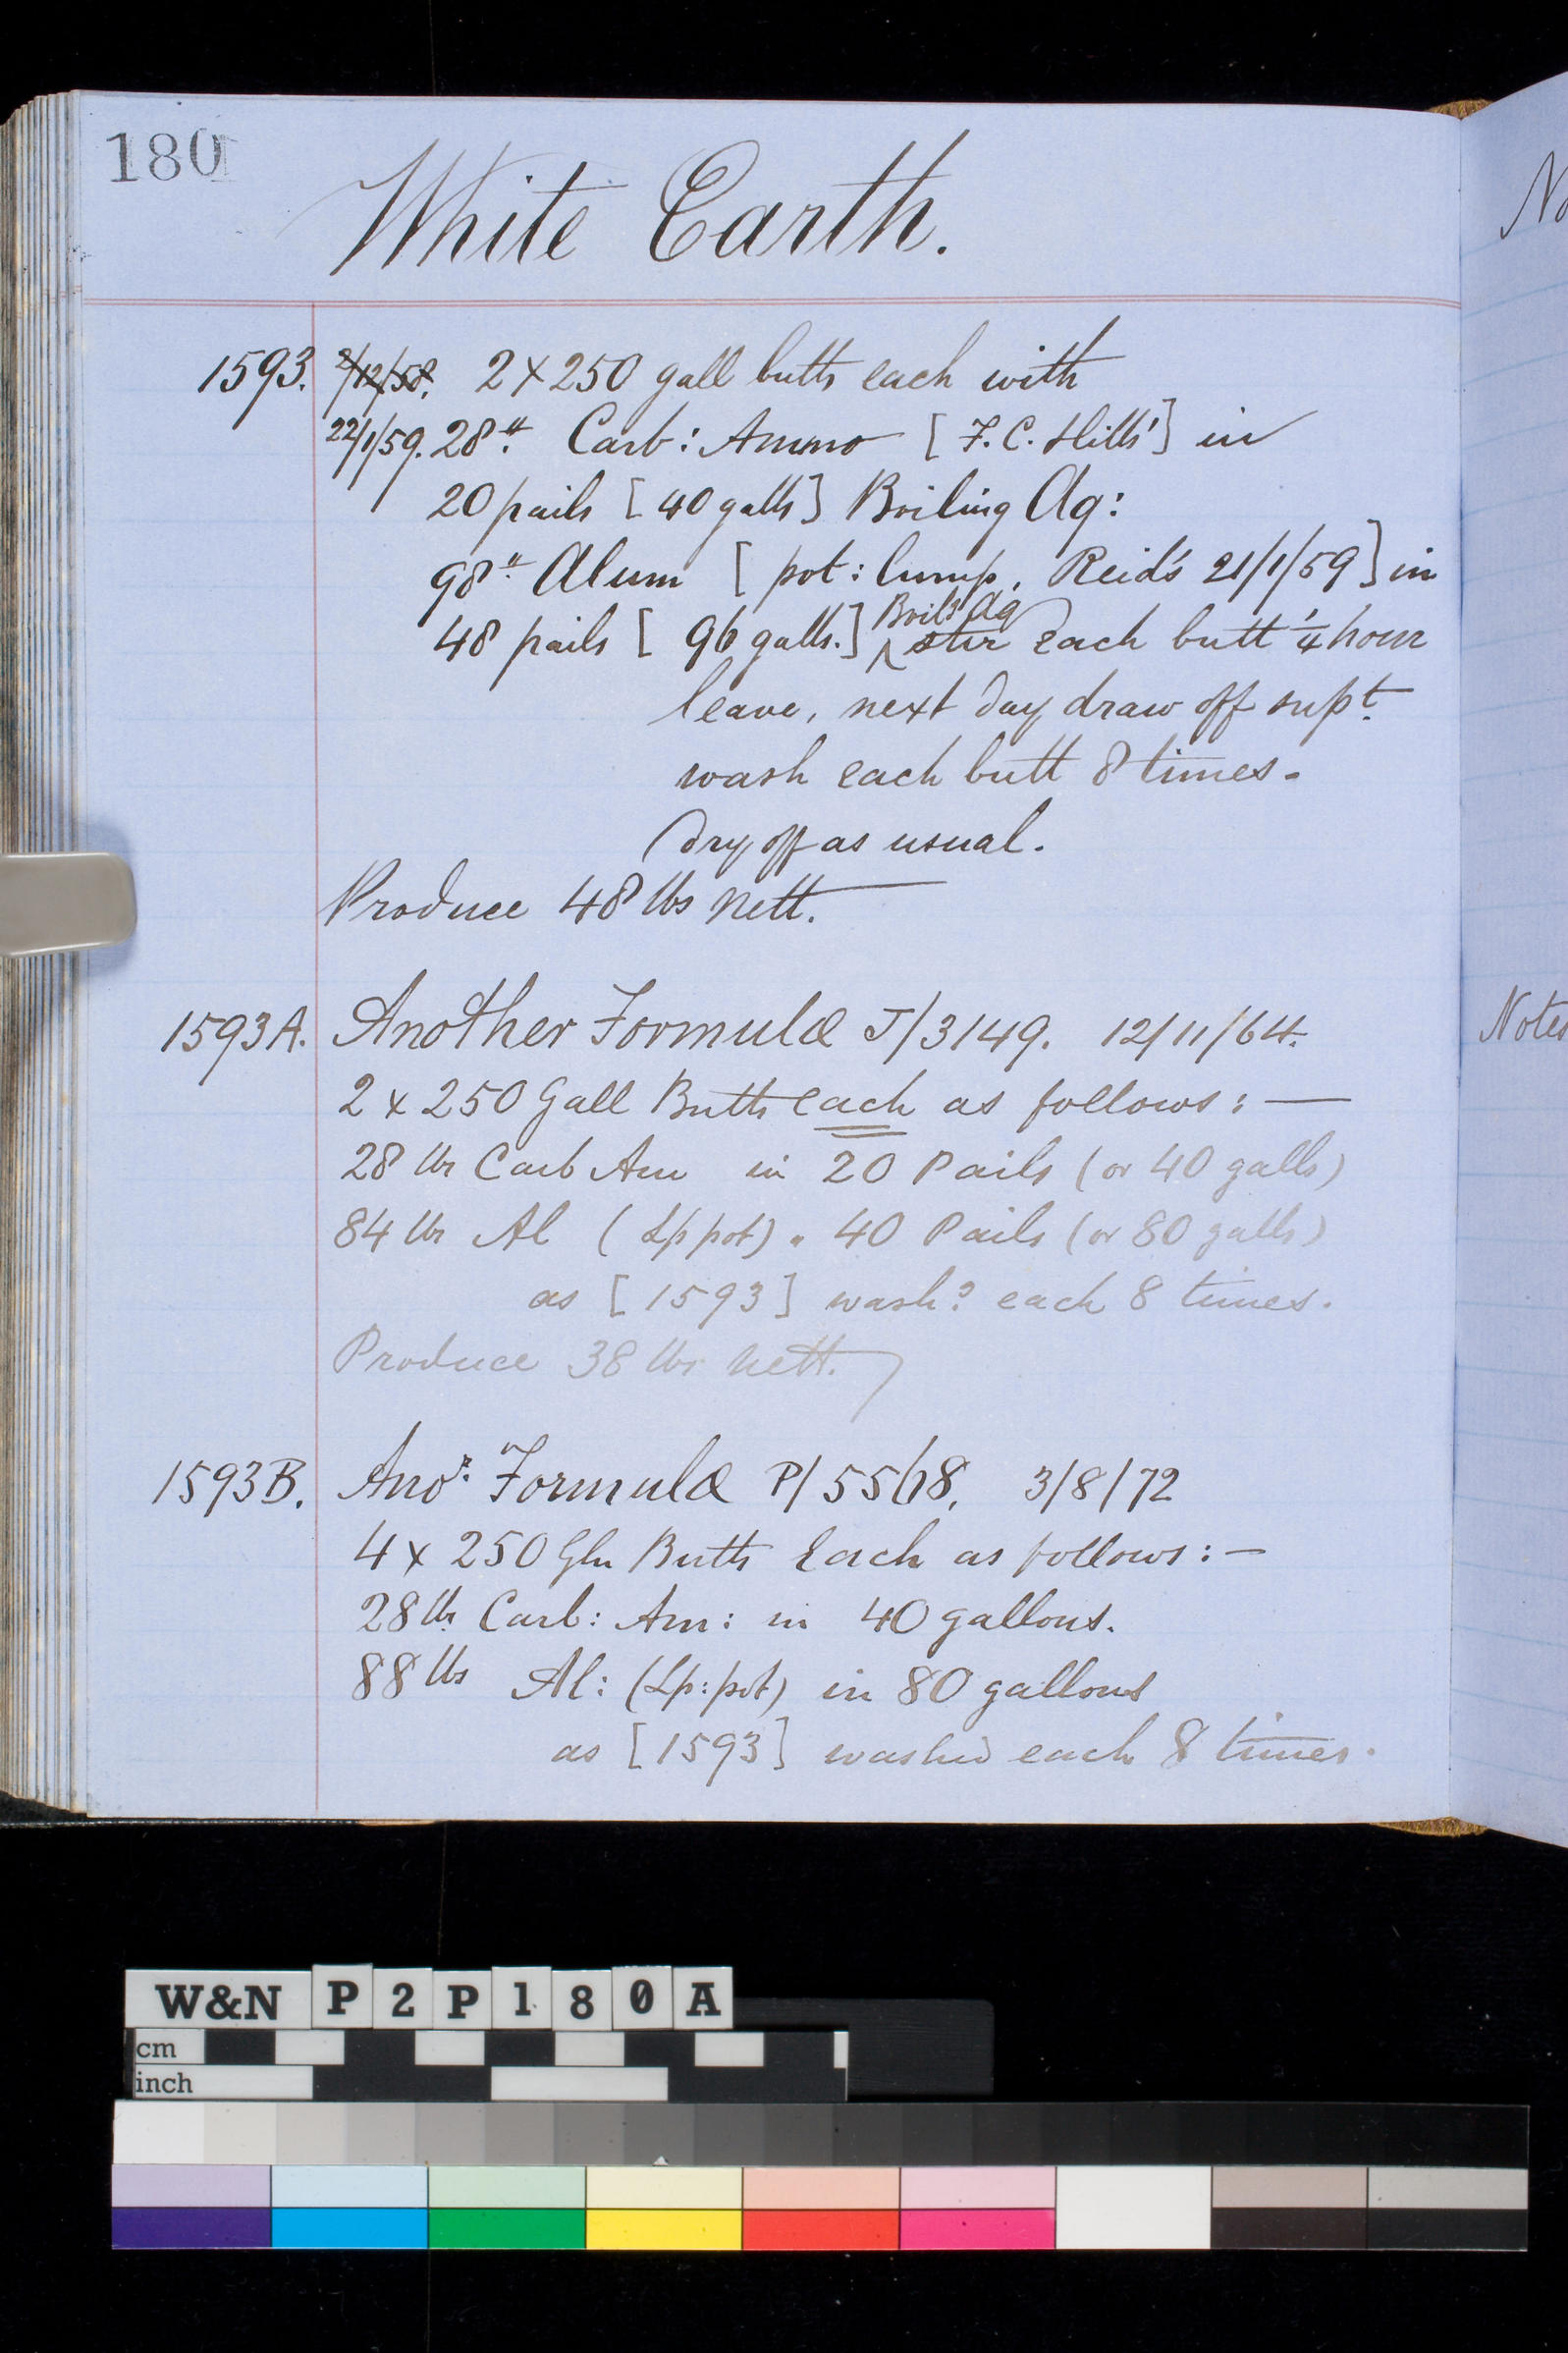 180
White Earth.
1593. 2/12/58. 2 x 250 gall butts each with
22/1/59. 28 lb. Carb: Ammo [F. C. Hills'] in
20 pails [40 galls] Boiling Aq:
98 lb. Alum [pot: lump, Reid's 21/1/59] in
48 pails [96 galls.] Boilg Aq stir each butt 1/4 hour
leave, next day draw off supt.
wash each butt 8 times -
Dry off as usual.
Produce 48 lbs nett.
1593A. Another Formula J/3149. 12/11/64.
2 x 250 Gall Butts each as follows: —
28 lbs Carb Am in 20 Pails (or 40 galls)
84 lbs Al (Lp pot) " 40 Pails (or 80 galls)
as [1593] washd each 8 times.
Produce 38 lbs nett.
1593B. Anor: Formula P/5568. 3/8/72
4 x 250 Gln Butts Each as follows: —
28 lbs Carb: Am: in 40 gallons.
88 lbs Al: (Lp: pot) in 80 gallons
as [1593] washed each 8 times.
No
Notes
W&N P2P180A
cm
inch